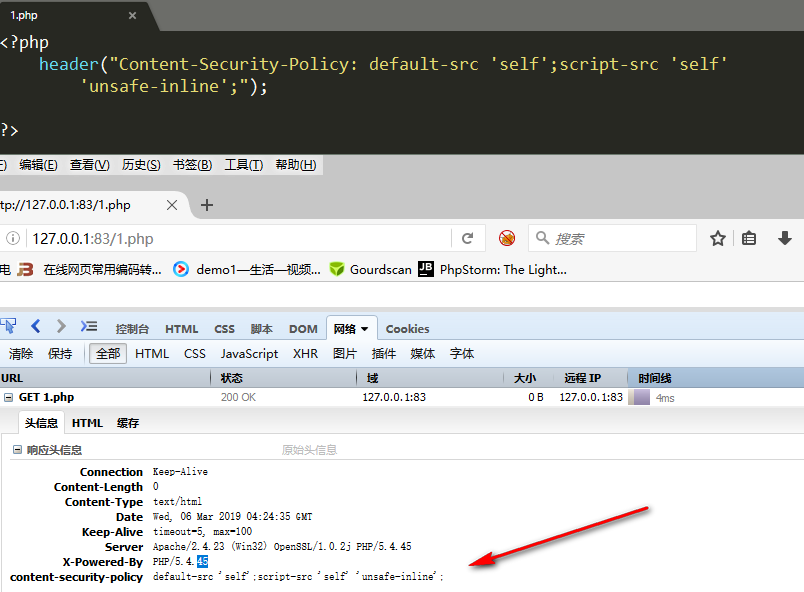 1.php
<?php
header("Content-Security-Policy: default-src 'self';script-src 'self'
'unsafe-inline';");
?>
编辑(E) 查看(V) 历史(S) 书签(B) 工具(T) 帮助(H)
tp://127.0.0.1:83/1.php
127.0.0.1:83/1.php 搜索
电 在线网页常用编码转... demo1—生活—视频... Gourdscan PhpStorm: The Light...
控制台 HTML CSS 脚本 DOM 网络 Cookies
清除 保持 全部 HTML CSS JavaScript XHR 图片 插件 媒体 字体
URL 状态 域 大小 远程 IP 时间线
GET 1.php 200 OK 127.0.0.1:83 0 B 127.0.0.1:83 4ms
头信息 HTML 缓存
响应头信息 原始头信息
Connection Keep-Alive
Content-Length 0
Content-Type text/html
Date Wed, 06 Mar 2019 04:24:35 GMT
Keep-Alive timeout=5, max=100
Server Apache/2.4.23 (Win32) OpenSSL/1.0.2j PHP/5.4.45
X-Powered-By PHP/5.4.45
content-security-policy default-src 'self';script-src 'self' 'unsafe-inline';